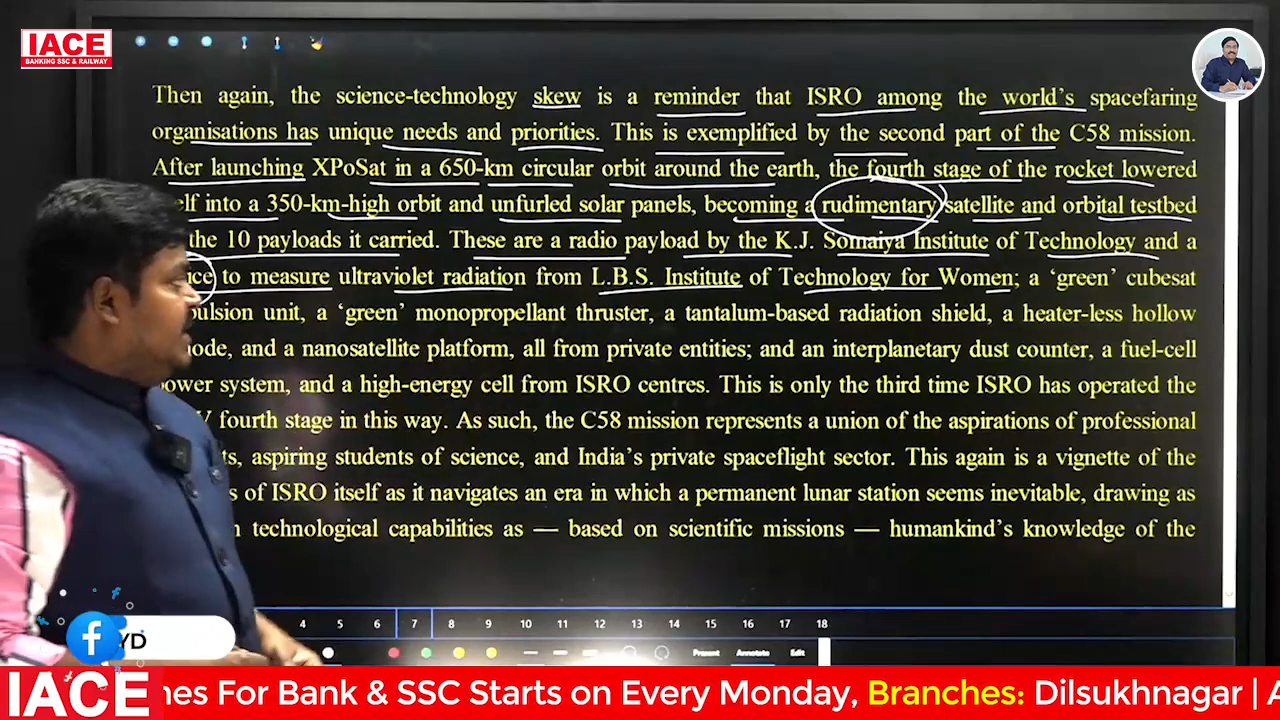 IACE
BANKING SSC & RAILWAY
Then again, the science-technology skew is a reminder that ISRO among the world's spacefaring
organisations has unique needs and priorities. This is exemplified by the second part of the C58 mission.
After launching XPoSat in a 650-km circular orbit around the earth, the fourth stage of the rocket lowered
elf into a 350-km-high orbit and unfurled solar panels, becoming a rudimentary satellite and orbital testbed
the 10 payloads it carried. These are a radio payload by the K.J. Somaiya Institute of Technology and a
ice to measure ultraviolet radiation from L.B.S. Institute of Technology for Women; a ‘green’ cubesat
pulsion unit, a ‘green’ monopropellant thruster, a tantalum-based radiation shield, a heater-less hollow
ode, and a nanosatellite platform, all from private entities; and an interplanetary dust counter, a fuel-cell
power system, and a high-energy cell from ISRO centres. This is only the third time ISRO has operated the
V fourth stage in this way. As such, the C58 mission represents a union of the aspirations of professional
ts, aspiring students of science, and India's private spaceflight sector. This again is a vignette of the
s of ISRO itself as it navigates an era in which a permanent lunar station seems inevitable, drawing as
n technological capabilities as — based on scientific missions — humankind's knowledge of the
4 5 6 7 8 9 10 11 12 13 14 15 16 17 18
Present Annotate Edit
f YD
IACE hes For Bank & SSC Starts on Every Monday, Branches: Dilsukhnagar | A